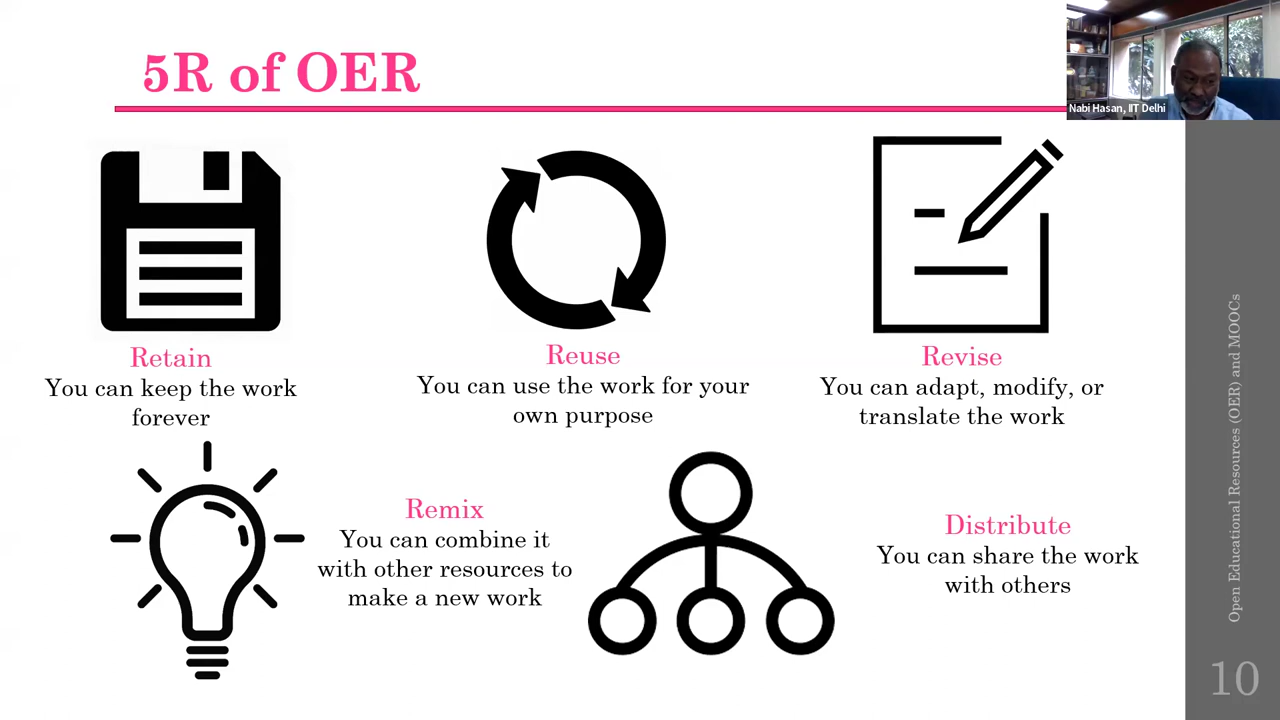 5R of OER
Nabi Hasan, IIT Delhi
Retain
You can keep the work
forever
Reuse
You can use the work for your
own purpose
Revise
You can adapt, modify, or
translate the work
Remix
You can combine it
with other resources to
make a new work
Distribute
You can share the work
with others
Open Educational Resources (OER) and MOOCs
10